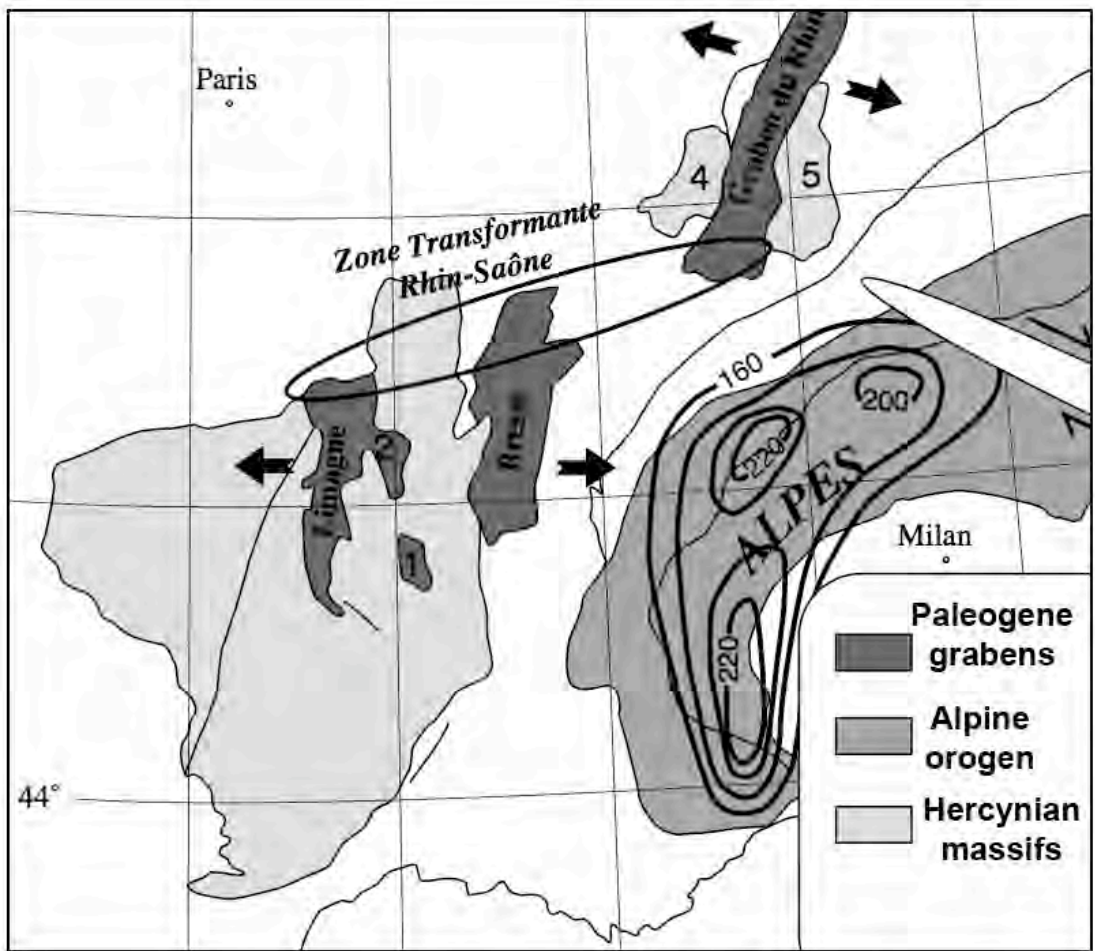 Paris
Graben du Rhin
4
5
Zone Transformante
Rhin-Saône
160
200
220
ALPES
Limagne
2
1
Milan
220
44°
Paleogene
grabens
Alpine
orogen
Hercynian
massifs